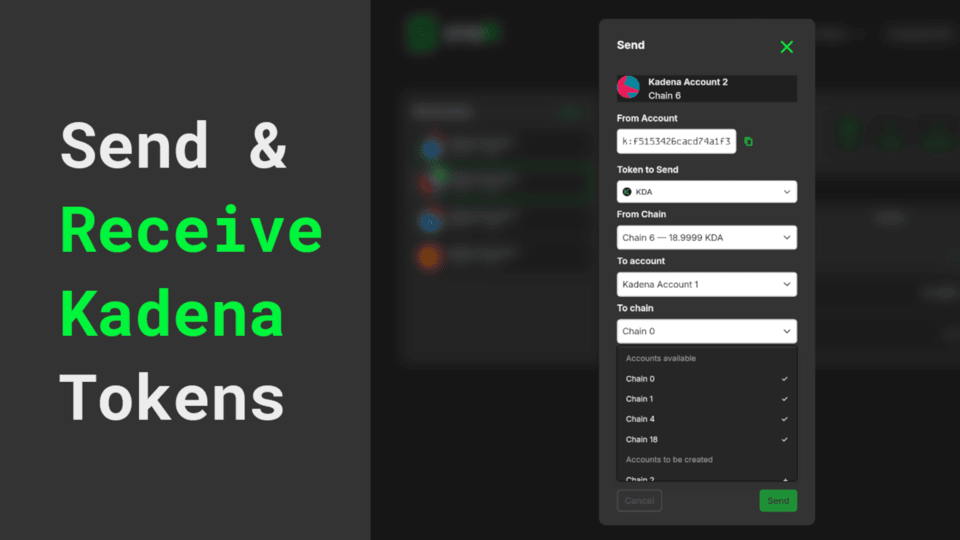 Send &
Receive
Kadena
Tokens
Send
Kadena Account 2
Chain 6
From Account
k:f5153426cacd74a1f3
Token to Send
KDA
From Chain
Chain 6 — 18.9999 KDA
To account
Kadena Account 1
To chain
Chain 0
Accounts available
Chain 0
Chain 1
Chain 4
Chain 18
Accounts to be created
Chain 2
Cancel
Send